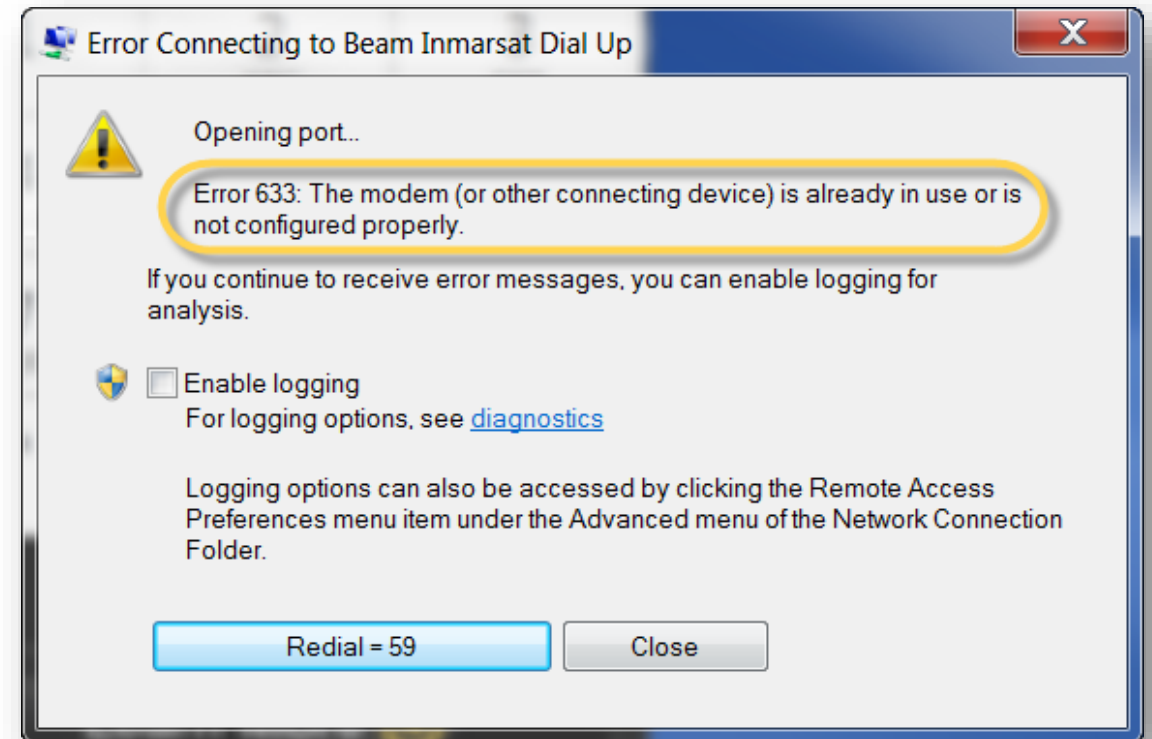 Error Connecting to Beam Inmarsat Dial Up
X
Opening port...
Error 633: The modem (or other connecting device) is already in use or is
not configured properly.
If you continue to receive error messages, you can enable logging for
analysis.
Enable logging
For logging options, see diagnostics
Logging options can also be accessed by clicking the Remote Access
Preferences menu item under the Advanced menu of the Network Connection
Folder.
Redial = 59
Close